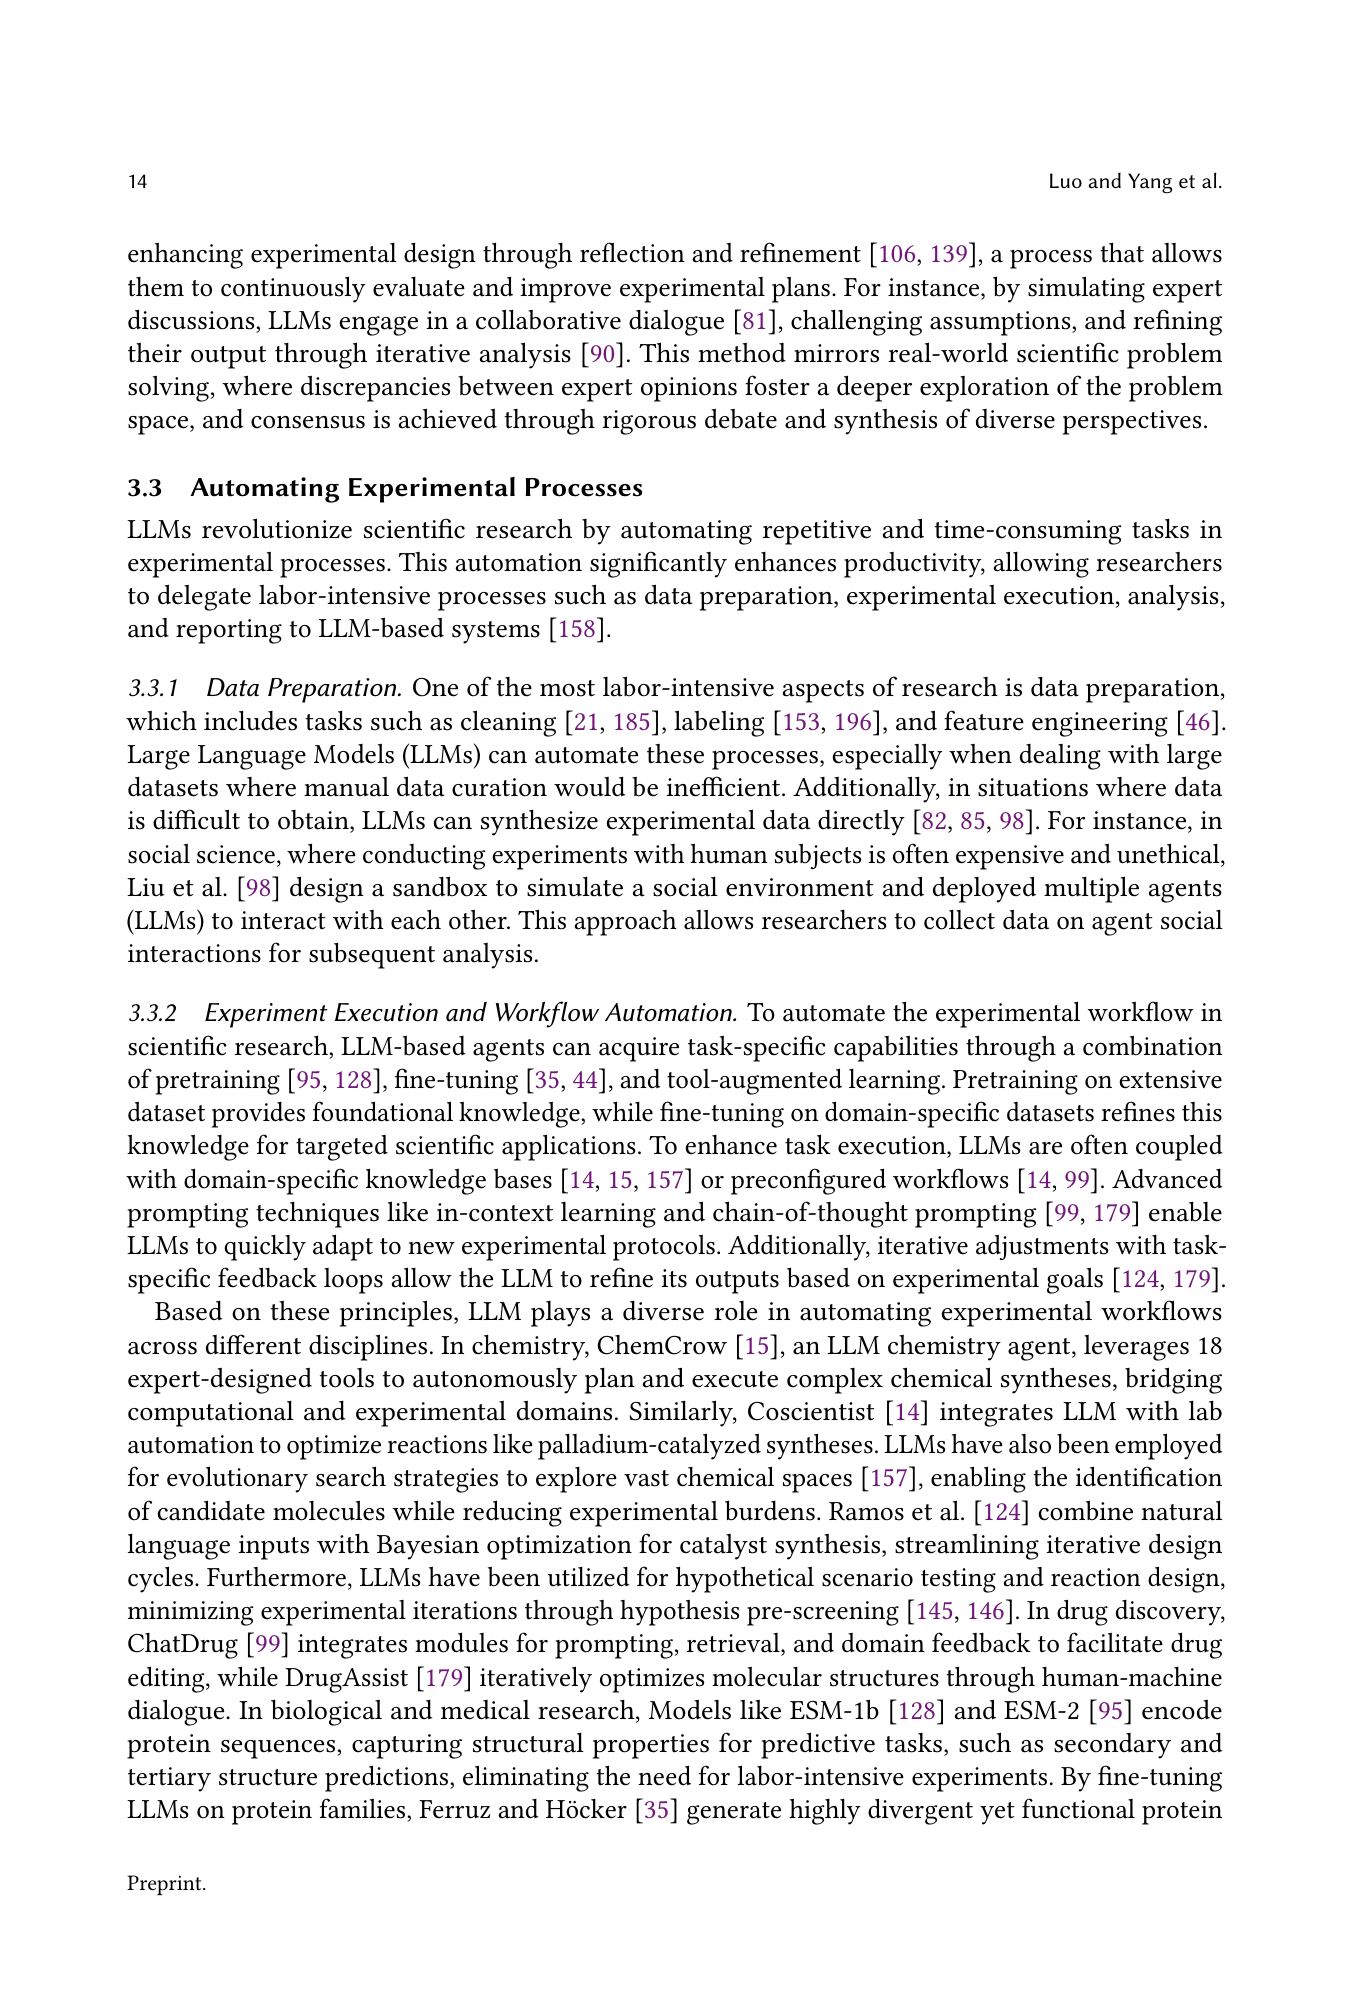 14
Luo and Yang et al.
enhancing experimental design through reflection and refinement [106, 139], a process that allows
them to continuously evaluate and improve experimental plans. For instance, by simulating expert
discussions, LLMs engage in a collaborative dialogue [81], challenging assumptions, and refining
their output through iterative analysis [90]. This method mirrors real-world scientific problem
solving, where discrepancies between expert opinions foster a deeper exploration of the problem
space, and consensus is achieved through rigorous debate and synthesis of diverse perspectives.
3.3 Automating Experimental Processes
LLMs revolutionize scientific research by automating repetitive and time-consuming tasks in
experimental processes. This automation significantly enhances productivity, allowing researchers
to delegate labor-intensive processes such as data preparation, experimental execution, analysis,
and reporting to LLM-based systems [158].
3.3.1 Data Preparation. One of the most labor-intensive aspects of research is data preparation,
which includes tasks such as cleaning [21, 185], labeling [153, 196], and feature engineering [46].
Large Language Models (LLMs) can automate these processes, especially when dealing with large
datasets where manual data curation would be inefficient. Additionally, in situations where data
is difficult to obtain, LLMs can synthesize experimental data directly [82, 85, 98]. For instance, in
social science, where conducting experiments with human subjects is often expensive and unethical,
Liu et al. [98] design a sandbox to simulate a social environment and deployed multiple agents
(LLMs) to interact with each other. This approach allows researchers to collect data on agent social
interactions for subsequent analysis.
3.3.2 Experiment Execution and Workflow Automation. To automate the experimental workflow in
scientific research, LLM-based agents can acquire task-specific capabilities through a combination
of pretraining [95, 128], fine-tuning [35, 44], and tool-augmented learning. Pretraining on extensive
dataset provides foundational knowledge, while fine-tuning on domain-specific datasets refines this
knowledge for targeted scientific applications. To enhance task execution, LLMs are often coupled
with domain-specific knowledge bases [14, 15, 157] or preconfigured workflows [14, 99]. Advanced
prompting techniques like in-context learning and chain-of-thought prompting [99, 179] enable
LLMs to quickly adapt to new experimental protocols. Additionally, iterative adjustments with task-
specific feedback loops allow the LLM to refine its outputs based on experimental goals [124, 179].
Based on these principles, LLM plays a diverse role in automating experimental workflows
across different disciplines. In chemistry, ChemCrow [15], an LLM chemistry agent, leverages 18
expert-designed tools to autonomously plan and execute complex chemical syntheses, bridging
computational and experimental domains. Similarly, Coscientist [14] integrates LLM with lab
automation to optimize reactions like palladium-catalyzed syntheses. LLMs have also been employed
for evolutionary search strategies to explore vast chemical spaces [157], enabling the identification
of candidate molecules while reducing experimental burdens. Ramos et al. [124] combine natural
language inputs with Bayesian optimization for catalyst synthesis, streamlining iterative design
cycles. Furthermore, LLMs have been utilized for hypothetical scenario testing and reaction design,
minimizing experimental iterations through hypothesis pre-screening [145, 146]. In drug discovery,
ChatDrug [99] integrates modules for prompting, retrieval, and domain feedback to facilitate drug
editing, while DrugAssist [179] iteratively optimizes molecular structures through human-machine
dialogue. In biological and medical research, Models like ESM-1b [128] and ESM-2 [95] encode
protein sequences, capturing structural properties for predictive tasks, such as secondary and
tertiary structure predictions, eliminating the need for labor-intensive experiments. By fine-tuning
LLMs on protein families, Ferruz and Höcker [35] generate highly divergent yet functional protein
Preprint.